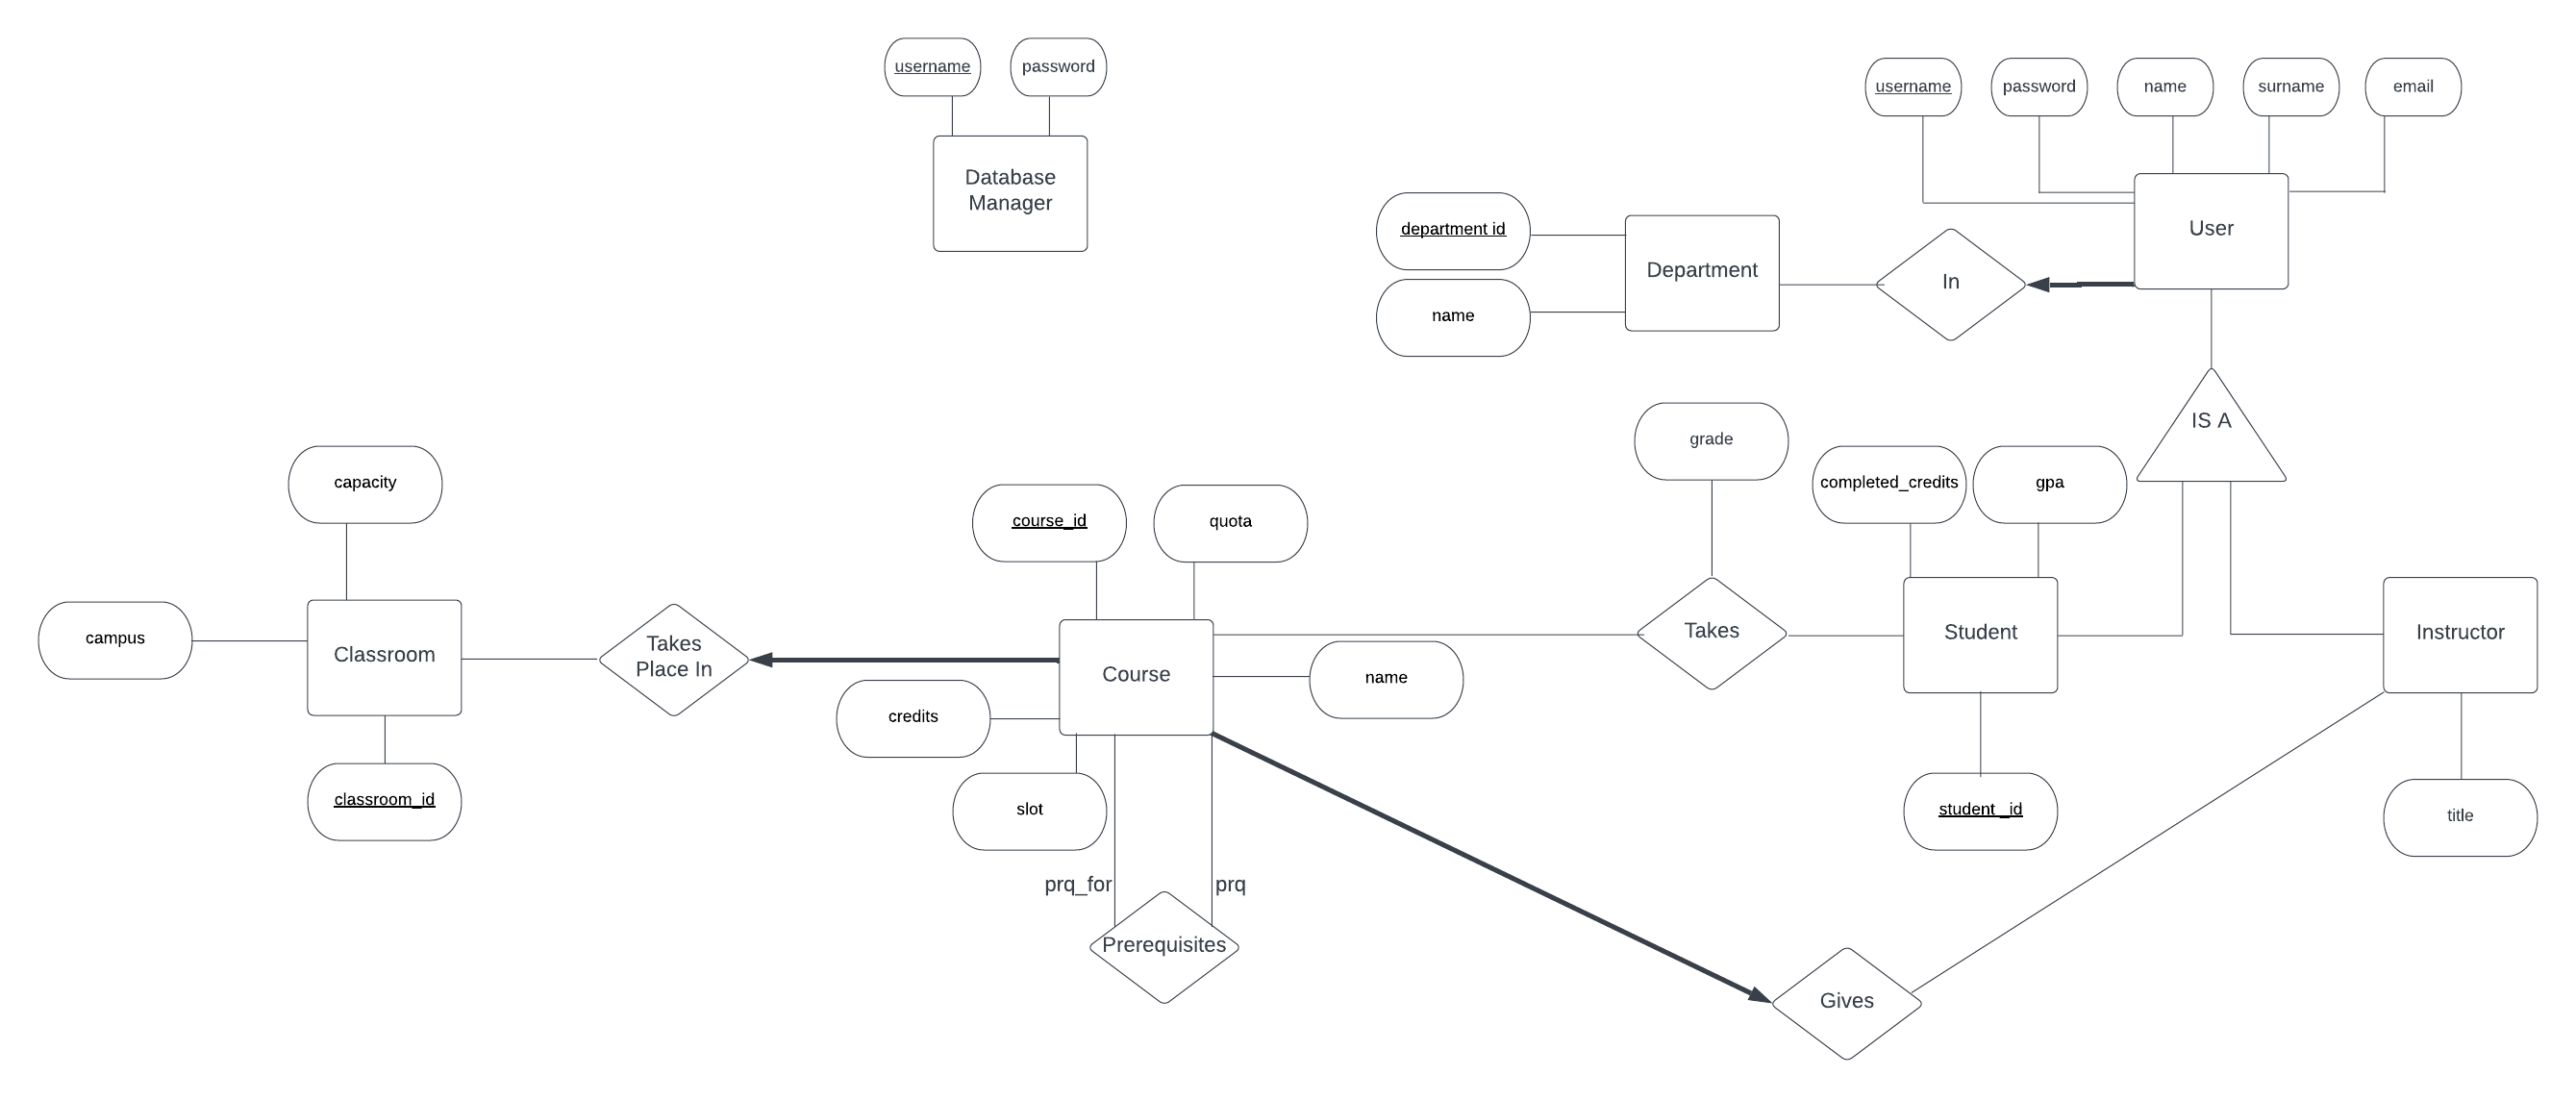 username
password
Database
Manager
username
password
name
surname
email
User
department id
name
Department
In
IS A
grade
completed_credits
gpa
capacity
campus
Classroom
classroom_id
Takes
Place In
course_id
quota
Course
name
credits
slot
prq_for
prq
Prerequisites
Takes
Student
student _id
Instructor
title
Gives